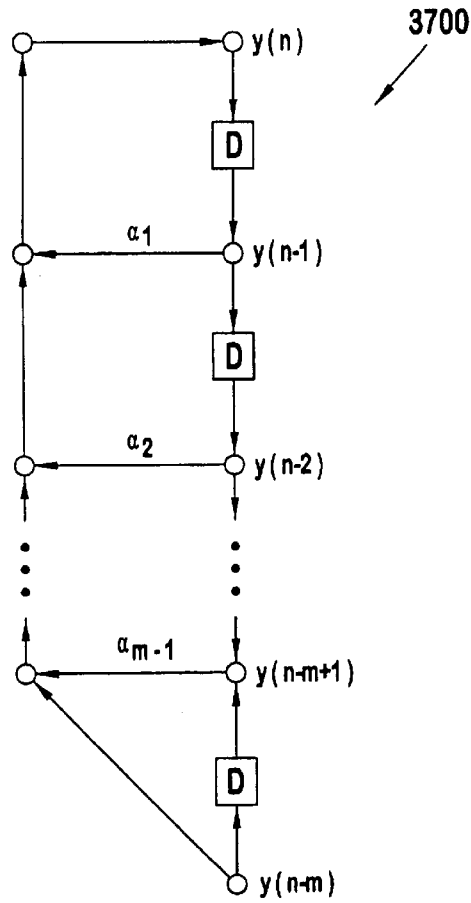 3700
y(n)
D
α1
y(n-1)
D
α2
y(n-2)
αm-1
y(n-m+1)
D
y(n-m)